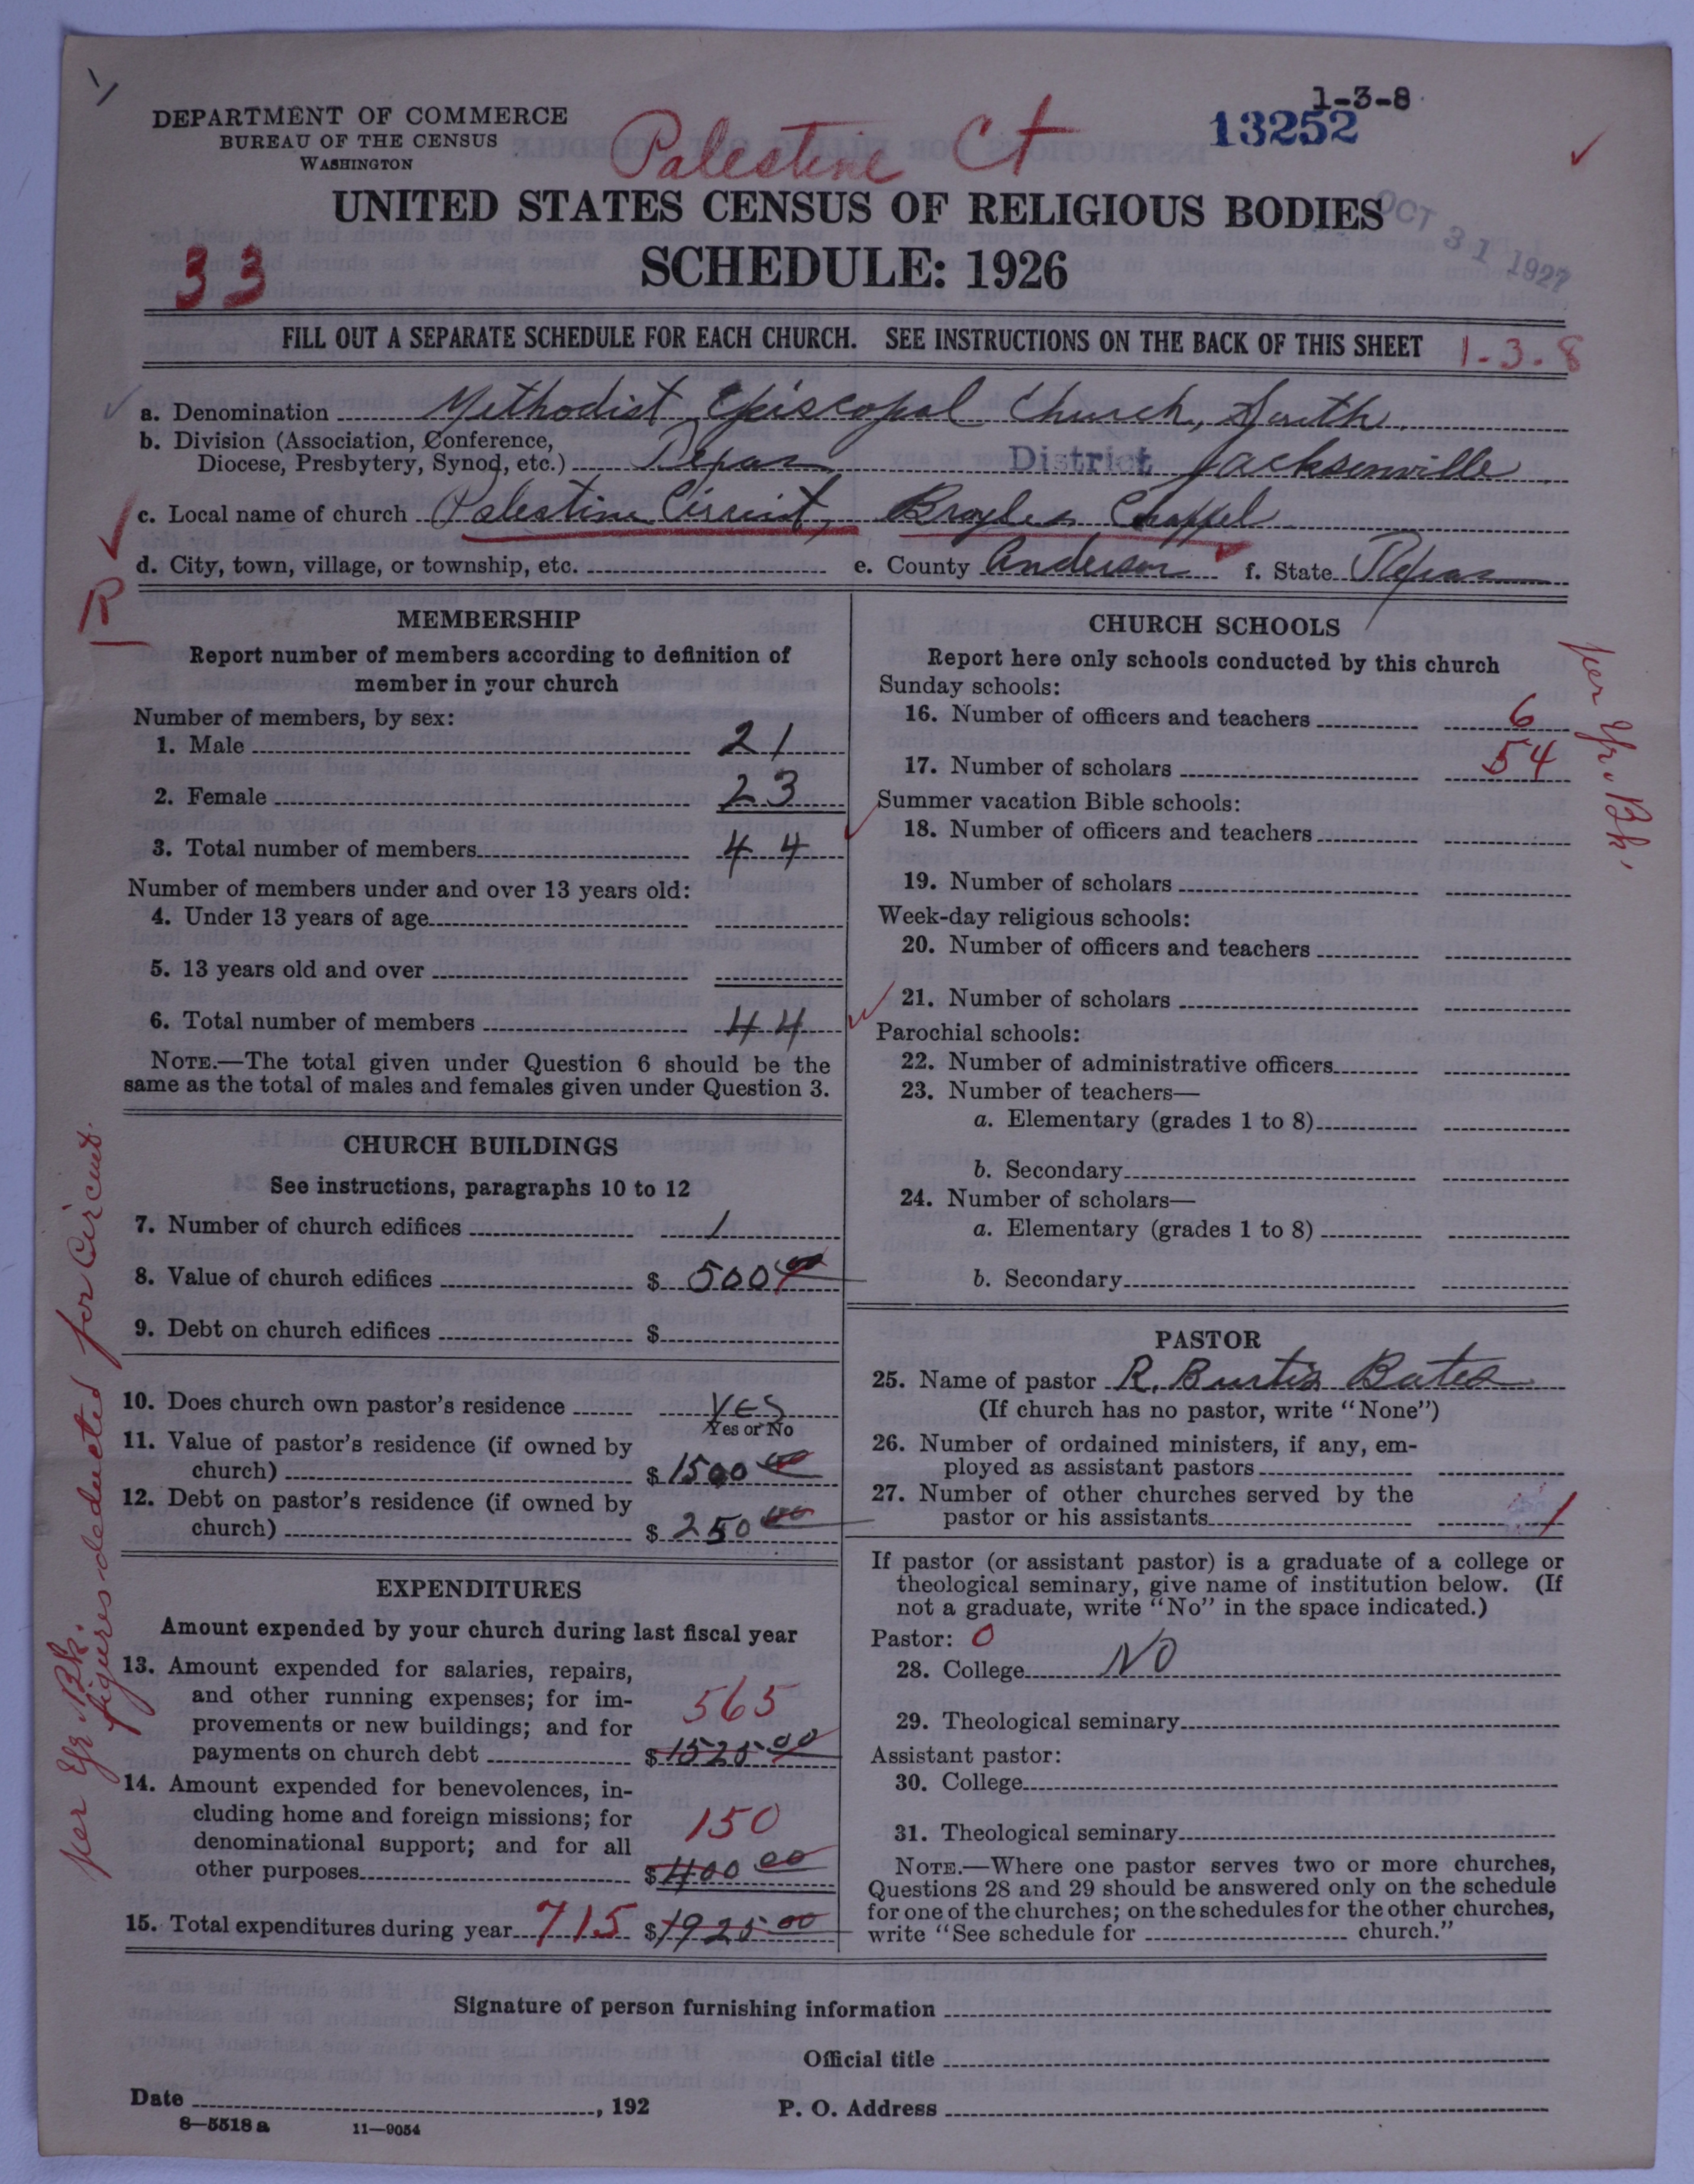 1-3-8
DEPARTMENT OF COMMERCE
BUREAU OF THE CENSUS
WASHINGTON
Palestine Ct
13252
UNITED STATES CENSUS OF RELIGIOUS BODIES
OCT 31 1927
33
SCHEDULE: 1926
FILL OUT A SEPARATE SCHEDULE FOR EACH CHURCH. SEE INSTRUCTIONS ON THE BACK OF THIS SHEET
1-3-8
a. Denomination Methodist Episcopal Church, South.
b. Division (Association, Conference,
Diocese, Presbytery, Synod, etc.) Texas District Jacksonville
c. Local name of church Palestine Circuit, Broyles Chappel
d. City, town, village, or township, etc. e. County Anderson f. State Texas
R
MEMBERSHIP
Report number of members according to definition of
member in your church
Number of members, by sex:
1. Male 21
2. Female 23
3. Total number of members 44
Number of members under and over 13 years old:
4. Under 13 years of age
5. 13 years old and over
6. Total number of members 44
NOTE.—The total given under Question 6 should be the
same as the total of males and females given under Question 3.
CHURCH BUILDINGS
See instructions, paragraphs 10 to 12
7. Number of church edifices 1
8. Value of church edifices $ 500 00
9. Debt on church edifices $
10. Does church own pastor's residence YES
Yes or No
11. Value of pastor's residence (if owned by
church) $ 1500 00
12. Debt on pastor's residence (if owned by
church) $ 250 00
EXPENDITURES
Amount expended by your church during last fiscal year
13. Amount expended for salaries, repairs,
and other running expenses; for im-
provements or new buildings; and for
payments on church debt 565 $ 1525 00
14. Amount expended for benevolences, in-
cluding home and foreign missions; for
denominational support; and for all
other purposes 150 $ 400 00
15. Total expenditures during year 715 $ 1925 00
per Yr. Bk.
figures deducted for Circuit.
CHURCH SCHOOLS
Report here only schools conducted by this church
Sunday schools:
16. Number of officers and teachers 6
17. Number of scholars 54
per Yr. Bk.
Summer vacation Bible schools:
18. Number of officers and teachers
19. Number of scholars
Week-day religious schools:
20. Number of officers and teachers
21. Number of scholars
Parochial schools:
22. Number of administrative officers
23. Number of teachers—
a. Elementary (grades 1 to 8)
b. Secondary
24. Number of scholars—
a. Elementary (grades 1 to 8)
b. Secondary
PASTOR
25. Name of pastor R. Burtis Bates
(If church has no pastor, write "None")
26. Number of ordained ministers, if any, em-
ployed as assistant pastors
27. Number of other churches served by the
pastor or his assistants 1
If pastor (or assistant pastor) is a graduate of a college or
theological seminary, give name of institution below. (If
not a graduate, write "No" in the space indicated.)
Pastor: 0
28. College NO
29. Theological seminary
Assistant pastor:
30. College
31. Theological seminary
NOTE.—Where one pastor serves two or more churches,
Questions 28 and 29 should be answered only on the schedule
for one of the churches; on the schedules for the other churches,
write "See schedule for church."
Signature of person furnishing information
Official title
Date , 192 P. O. Address
8—5518 a 11—9054